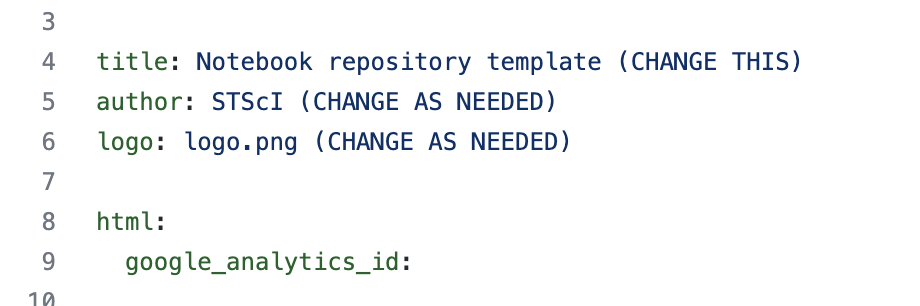 3
4 title: Notebook repository template (CHANGE THIS)
5 author: STScI (CHANGE AS NEEDED)
6 logo: logo.png (CHANGE AS NEEDED)
7
8 html:
9 google_analytics_id:
10